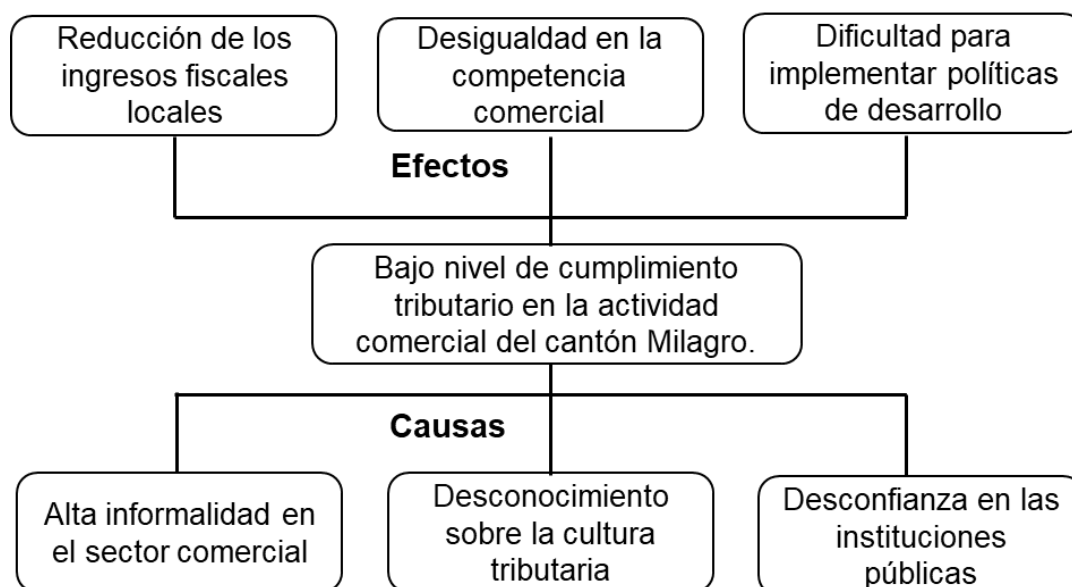 Reducción de los
ingresos fiscales
locales
Desigualdad en la
competencia
comercial
Dificultad para
implementar políticas
de desarrollo
Efectos
Bajo nivel de cumplimiento
tributario en la actividad
comercial del cantón Milagro.
Causas
Alta informalidad en
el sector comercial
Desconocimiento
sobre la cultura
tributaria
Desconfianza en las
instituciones
públicas